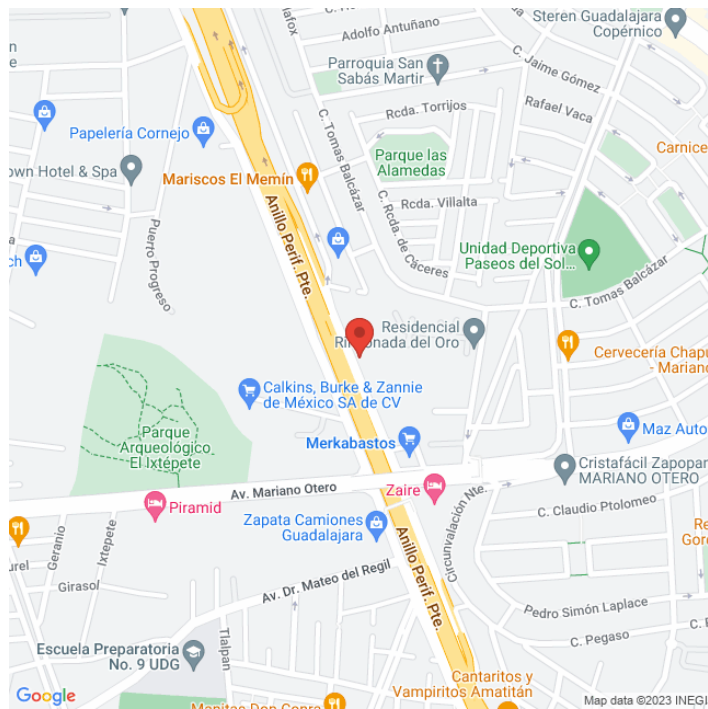 Steren Guadalajara
Copérnico
Adolfo Antuñano
Parroquia San
Sabás Martir
C. Jaime Gómez
Rcda. Torrijos
Rafael Vaca
C. Tomas Balcázar
Papelería Cornejo
Carnice
Parque las
Alamedas
own Hotel & Spa
Mariscos El Memín
Rcda. Villalta
Anillo Perif. Pte.
C. Rcda. de Cáceres
Puerro Progreso
Unidad Deportiva
Paseos del Sol...
C. Tomas Balcázar
ch
Residencial
Rinconada del Oro
Cervecería Chapu
- Mariano
Calkins, Burke & Zannie
de México SA de CV
Parque
Arqueológico
El Ixtépete
Merkabastos
Maz Auto
Cristafácil Zapopan
MARIANO OTERO
Av. Mariano Otero
Zaire
Piramid
Circunvalación Nte.
C. Claudio Ptolomeo
Zapata Camiones
Guadalajara
Geranio
Ixtepete
Re
Gor
Anillo Perif. Pte.
urel
Girasol
Av. Dr. Mateo del Regil
Pedro Simón Laplace
C. Pegaso
C. E
Escuela Preparatoria
No. 9 UDG
Tlalpan
Cantaritos y
Vampiritos Amatitán
Google
Map data ©2023 INEGI